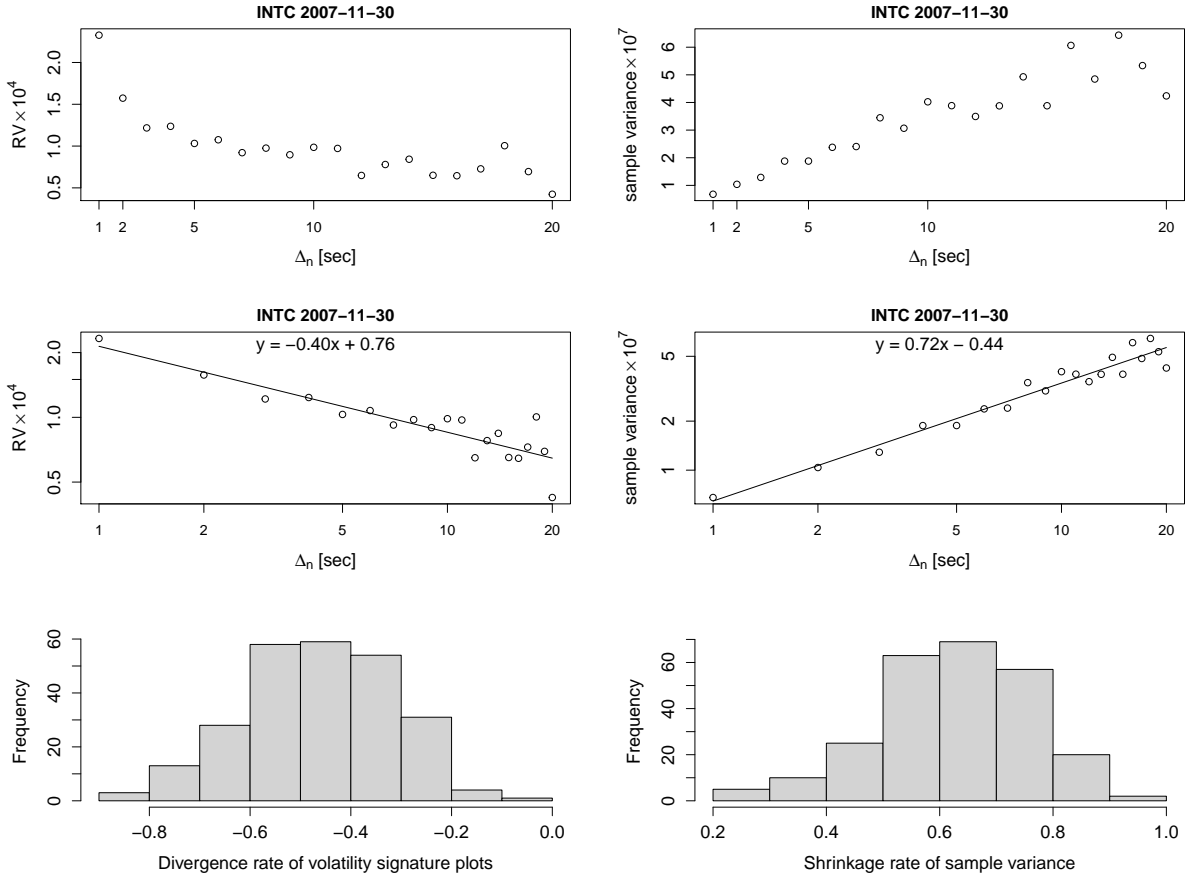 INTC 2007−11−30
RV×10⁴
2.0
1.5
1.0
0.5
1 2 5 10 20
Δₙ [sec]
INTC 2007−11−30
sample variance×10⁷
6
5
4
3
2
1
1 2 5 10 20
Δₙ [sec]
INTC 2007−11−30
y = −0.40x + 0.76
RV×10⁴
2.0
1.0
0.5
1 2 5 10 20
Δₙ [sec]
INTC 2007−11−30
y = 0.72x − 0.44
sample variance×10⁷
5
2
1
1 2 5 10 20
Δₙ [sec]
Frequency
60
40
20
0
−0.8 −0.6 −0.4 −0.2 0.0
Divergence rate of volatility signature plots
Frequency
60
40
20
0
0.2 0.4 0.6 0.8 1.0
Shrinkage rate of sample variance